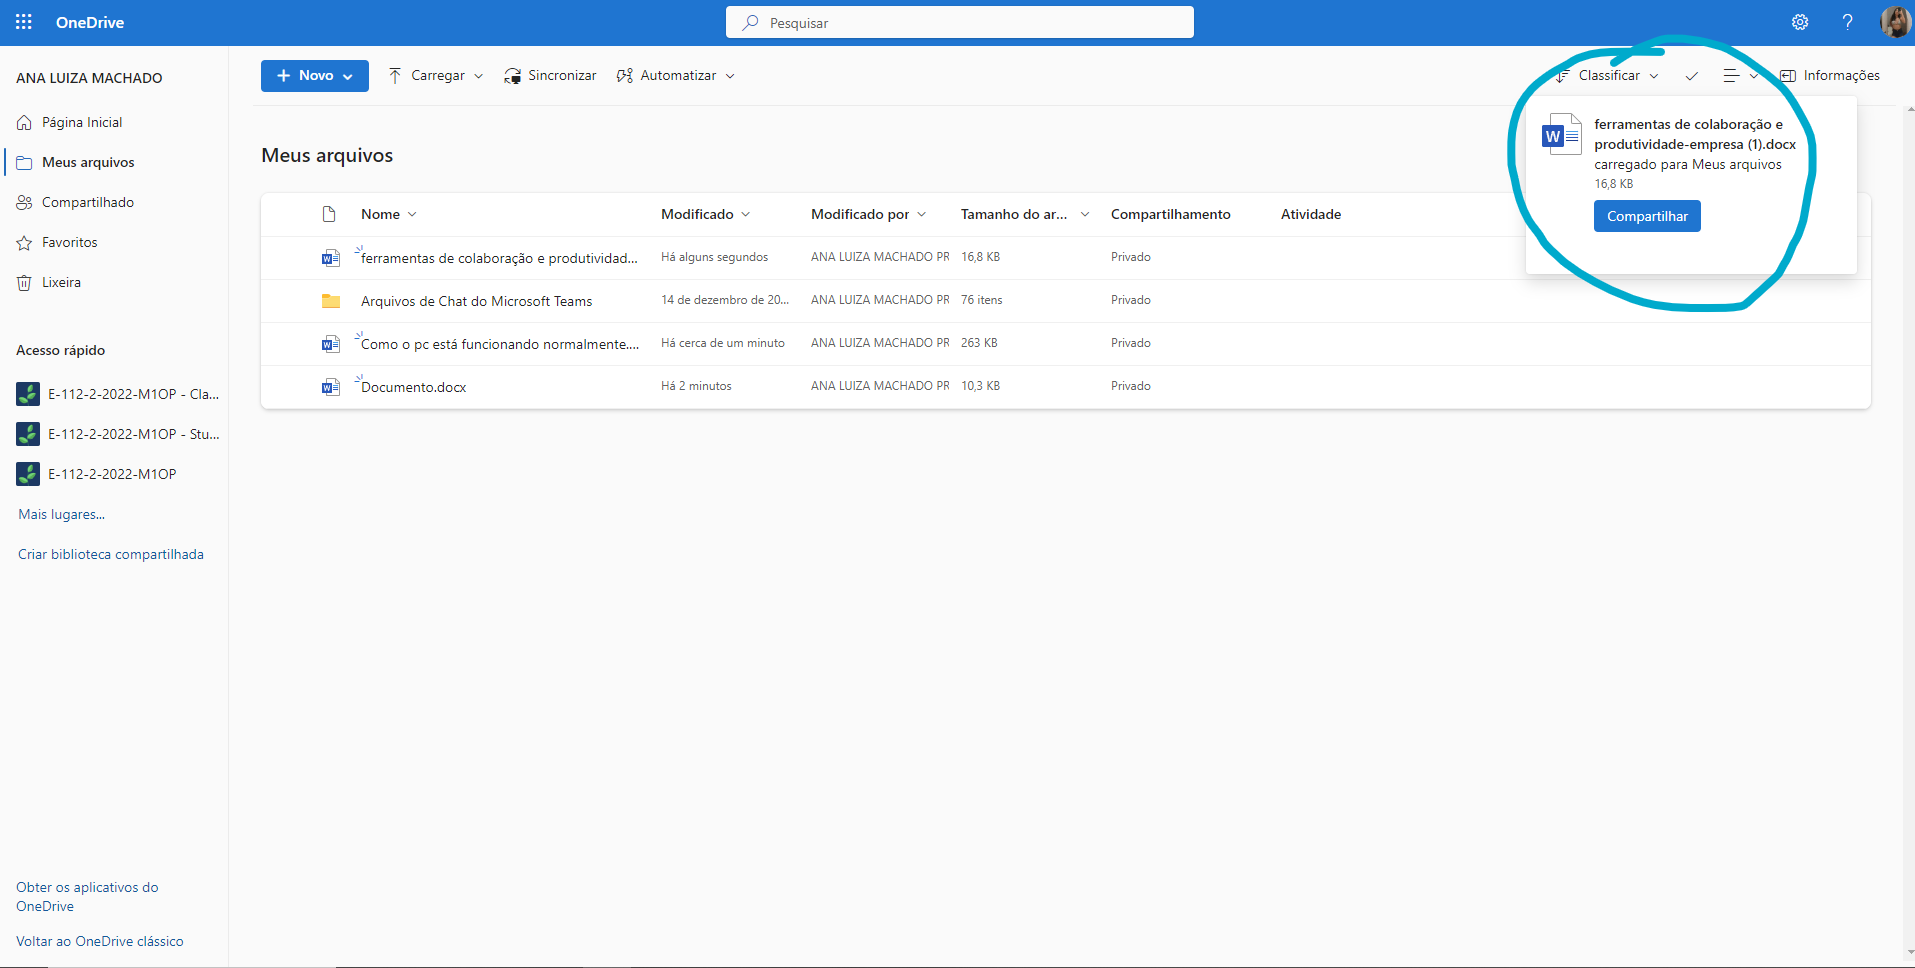 OneDrive
Pesquisar
ANA LUIZA MACHADO
Página Inicial
Meus arquivos
Compartilhado
Favoritos
Lixeira
Acesso rápido
E-112-2-2022-M1OP - Cla...
E-112-2-2022-M1OP - Stu...
E-112-2-2022-M1OP
Mais lugares...
Criar biblioteca compartilhada
Obter os aplicativos do
OneDrive
Voltar ao OneDrive clássico
Novo Carregar Sincronizar Automatizar Classificar Informações
Meus arquivos
Nome Modificado Modificado por Tamanho do ar... Compartilhamento Atividade
ferramentas de colaboração e produtividad... Há alguns segundos ANA LUIZA MACHADO PR 16,8 KB Privado
Arquivos de Chat do Microsoft Teams 14 de dezembro de 20... ANA LUIZA MACHADO PR 76 itens Privado
Como o pc está funcionando normalmente.... Há cerca de um minuto ANA LUIZA MACHADO PR 263 KB Privado
Documento.docx Há 2 minutos ANA LUIZA MACHADO PR 10,3 KB Privado
W ferramentas de colaboração e
produtividade-empresa (1).docx
carregado para Meus arquivos
16,8 KB
Compartilhar